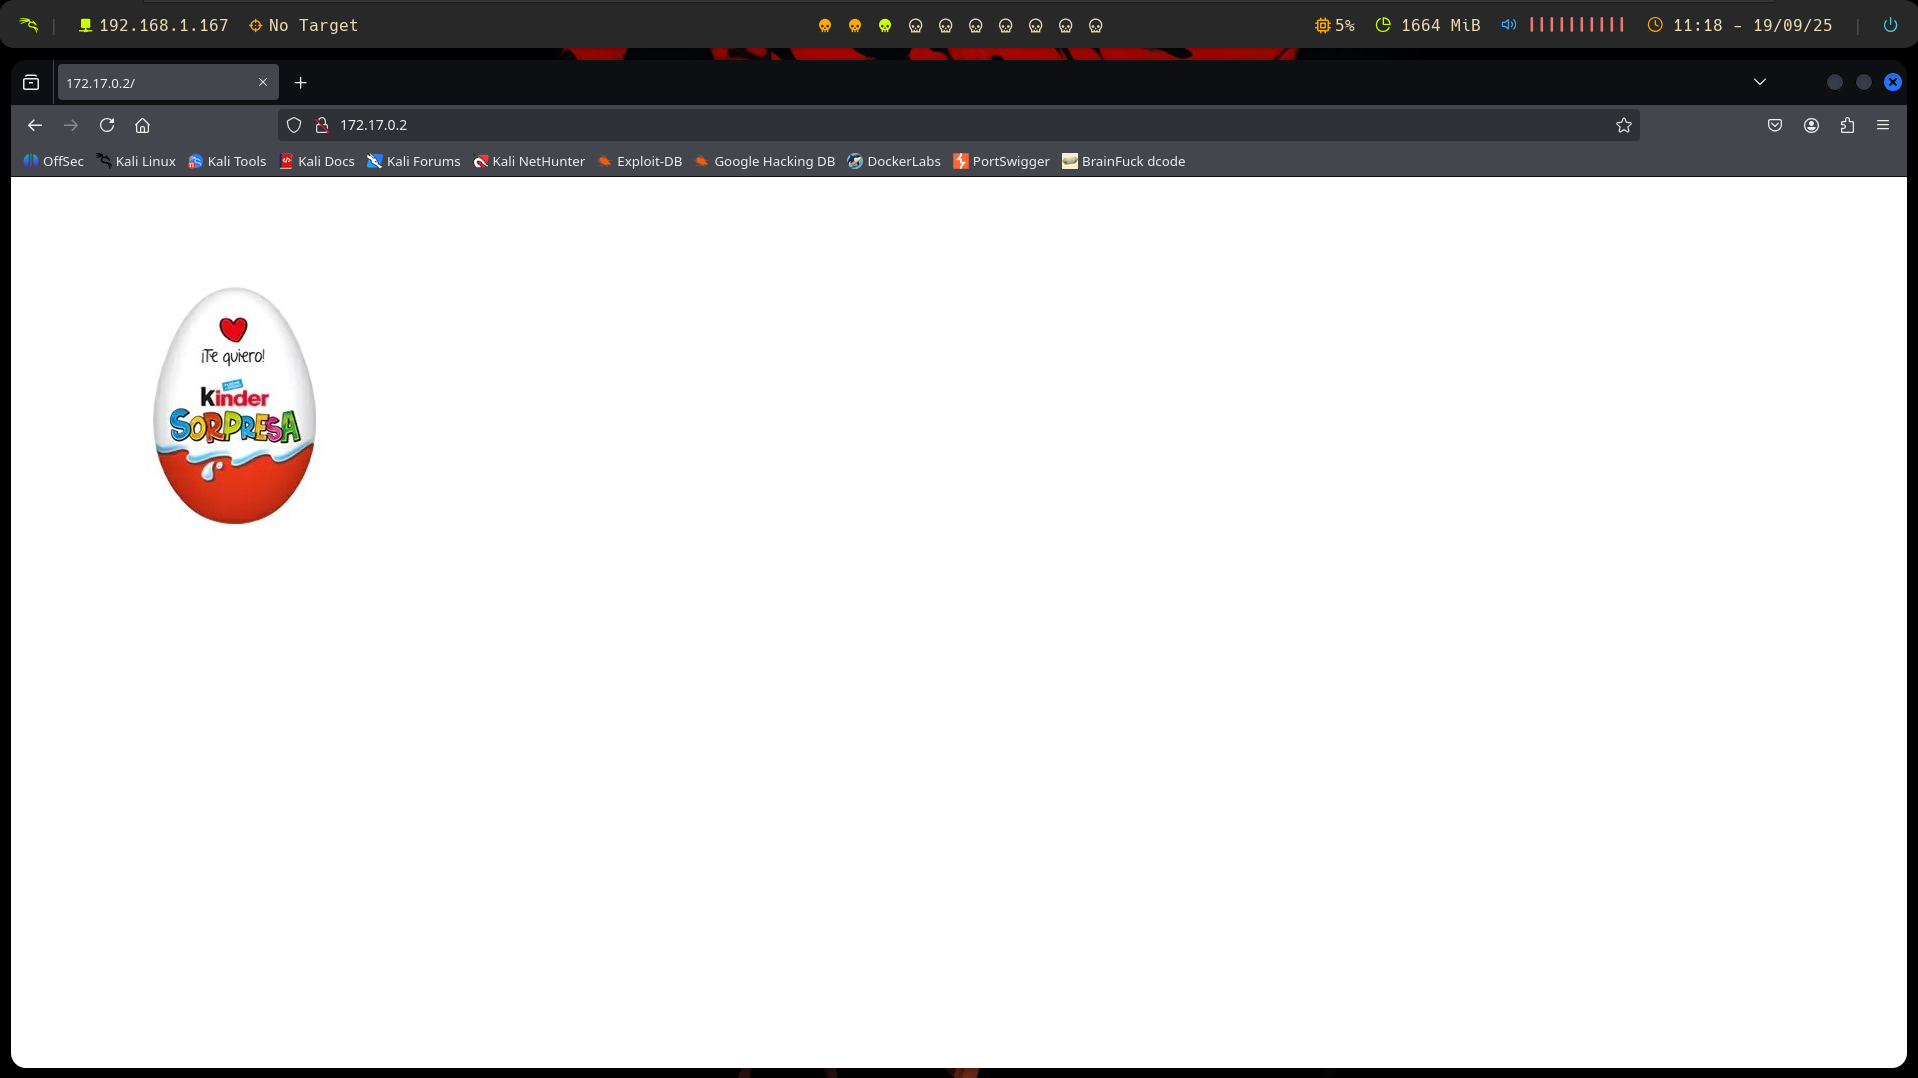 192.168.1.167 No Target 5% 1664 MiB 11:18 - 19/09/25
172.17.0.2/
172.17.0.2
OffSec Kali Linux Kali Tools Kali Docs Kali Forums Kali NetHunter Exploit-DB Google Hacking DB DockerLabs PortSwigger BrainFuck dcode
¡Te quiero!
kinder
SORPRESA